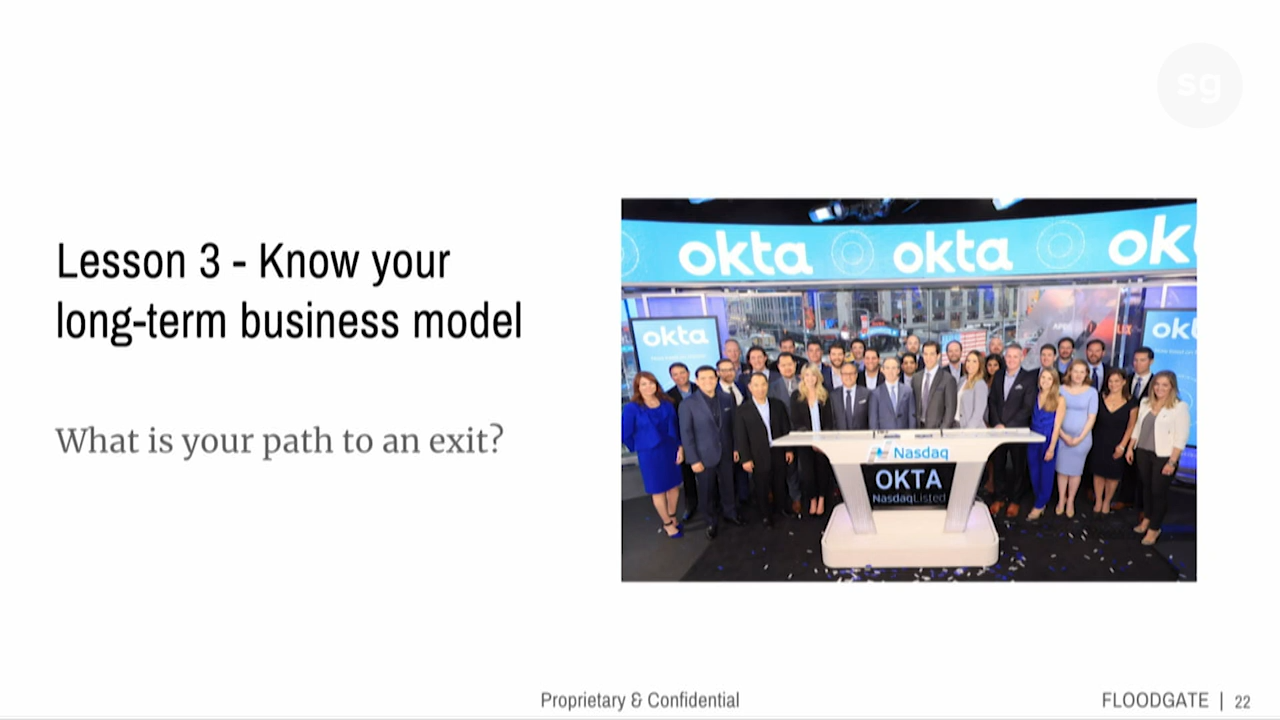 sg
Lesson 3 - Know your
long-term business model
What is your path to an exit?
okta
okta
ok
okta
okt
Nasdaq
OKTA
NasdaqListed
Proprietary & Confidential
FLOODGATE | 22